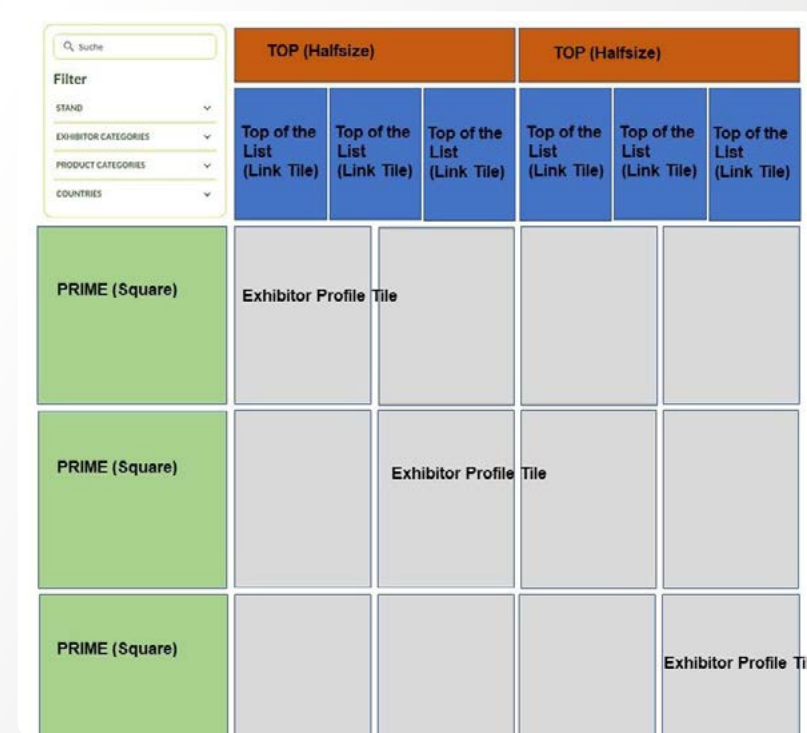 Suche
Filter
STAND
EXHIBITOR CATEGORIES
PRODUCT CATEGORIES
COUNTRIES
TOP (Halfsize)
TOP (Halfsize)
Top of the
List
(Link Tile)
Top of the
List
(Link Tile)
Top of the
List
(Link Tile)
Top of the
List
(Link Tile)
Top of the
List
(Link Tile)
Top of the
List
(Link Tile)
PRIME (Square)
Exhibitor Profile Tile
PRIME (Square)
Exhibitor Profile Tile
PRIME (Square)
Exhibitor Profile